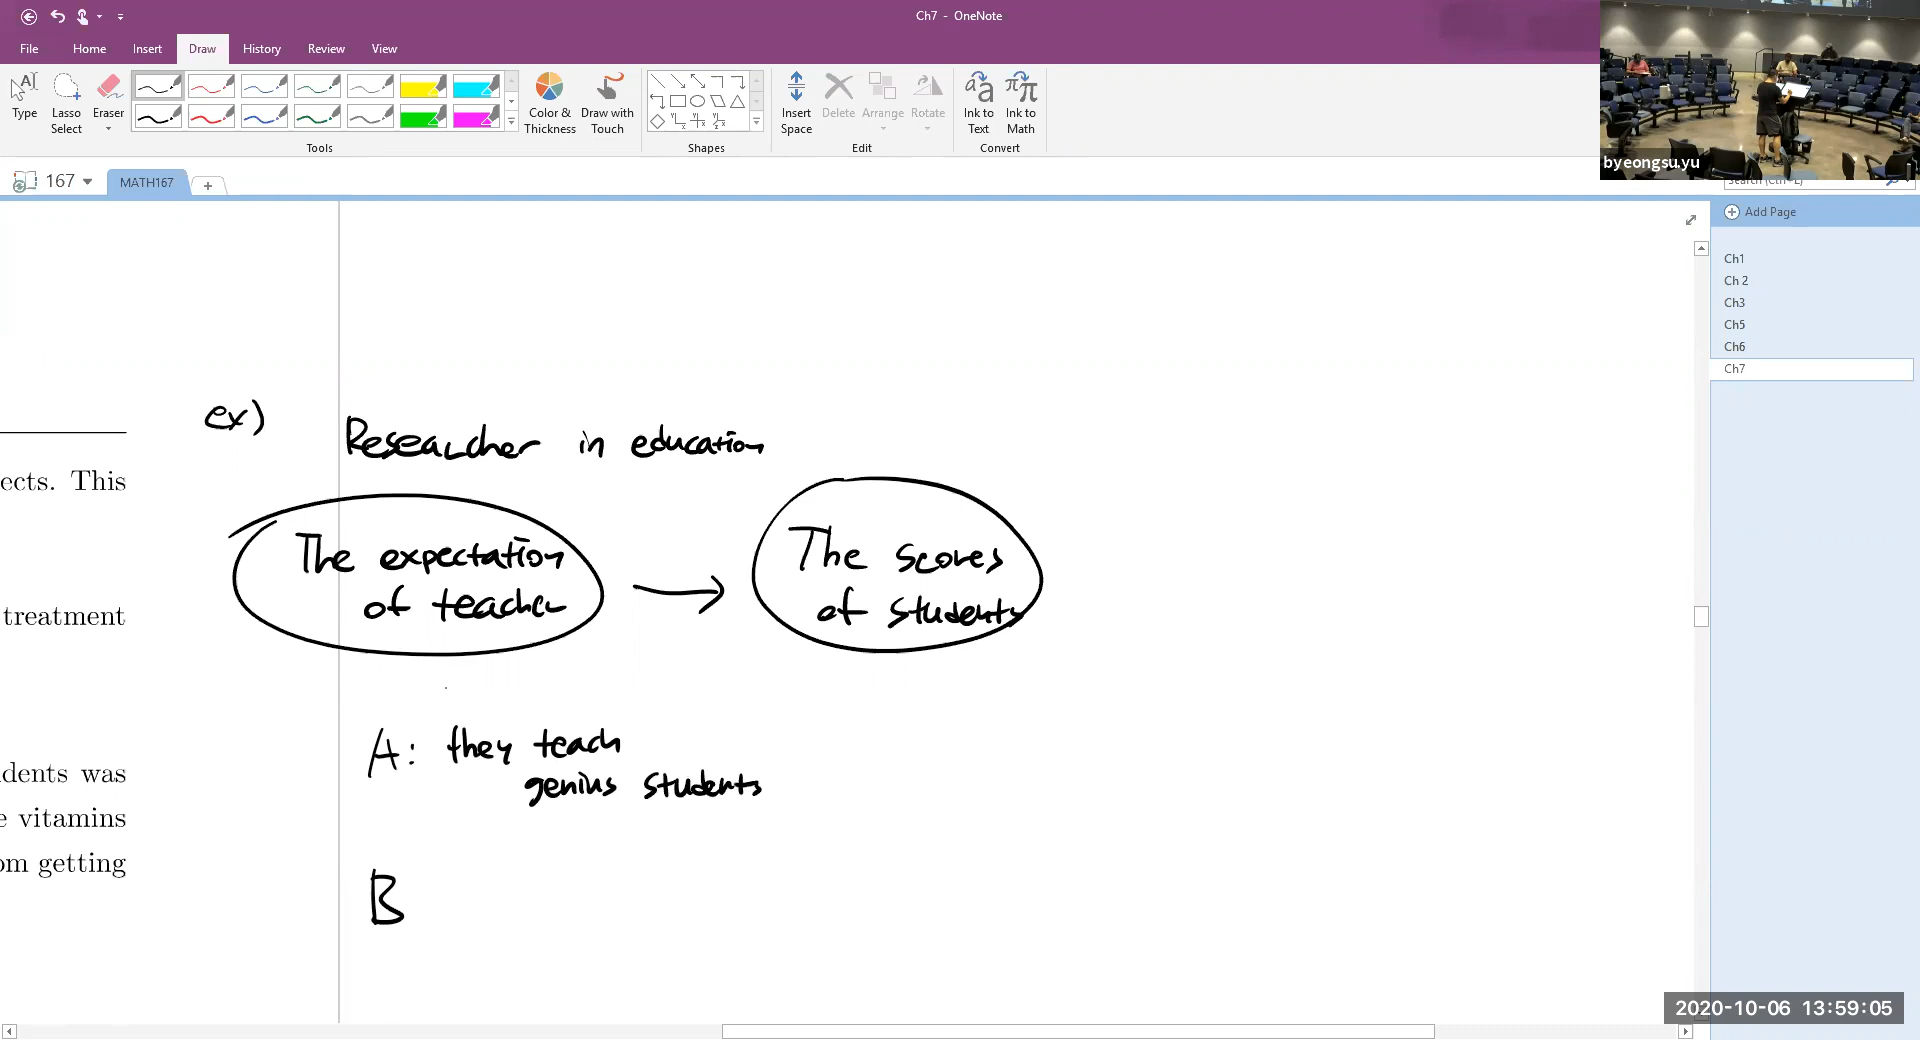 Ch7 - OneNote
File Home Insert Draw History Review View
Type
Lasso Select
Eraser
Color & Thickness
Draw with Touch
Insert Space
Delete
Arrange
Rotate
Ink to Text
Ink to Math
Tools
Shapes
Edit
Convert
byeongsu.yu
167
MATH167
Search (Ctrl+E)
Add Page
Ch1
Ch 2
Ch3
Ch5
Ch6
Ch7
ects. This
treatment
dents was
e vitamins
om getting
ex) Researcher in education
The expectation
of teacher
The scores
of students
A: they teach
genius students
B
2020-10-06 13:59:05